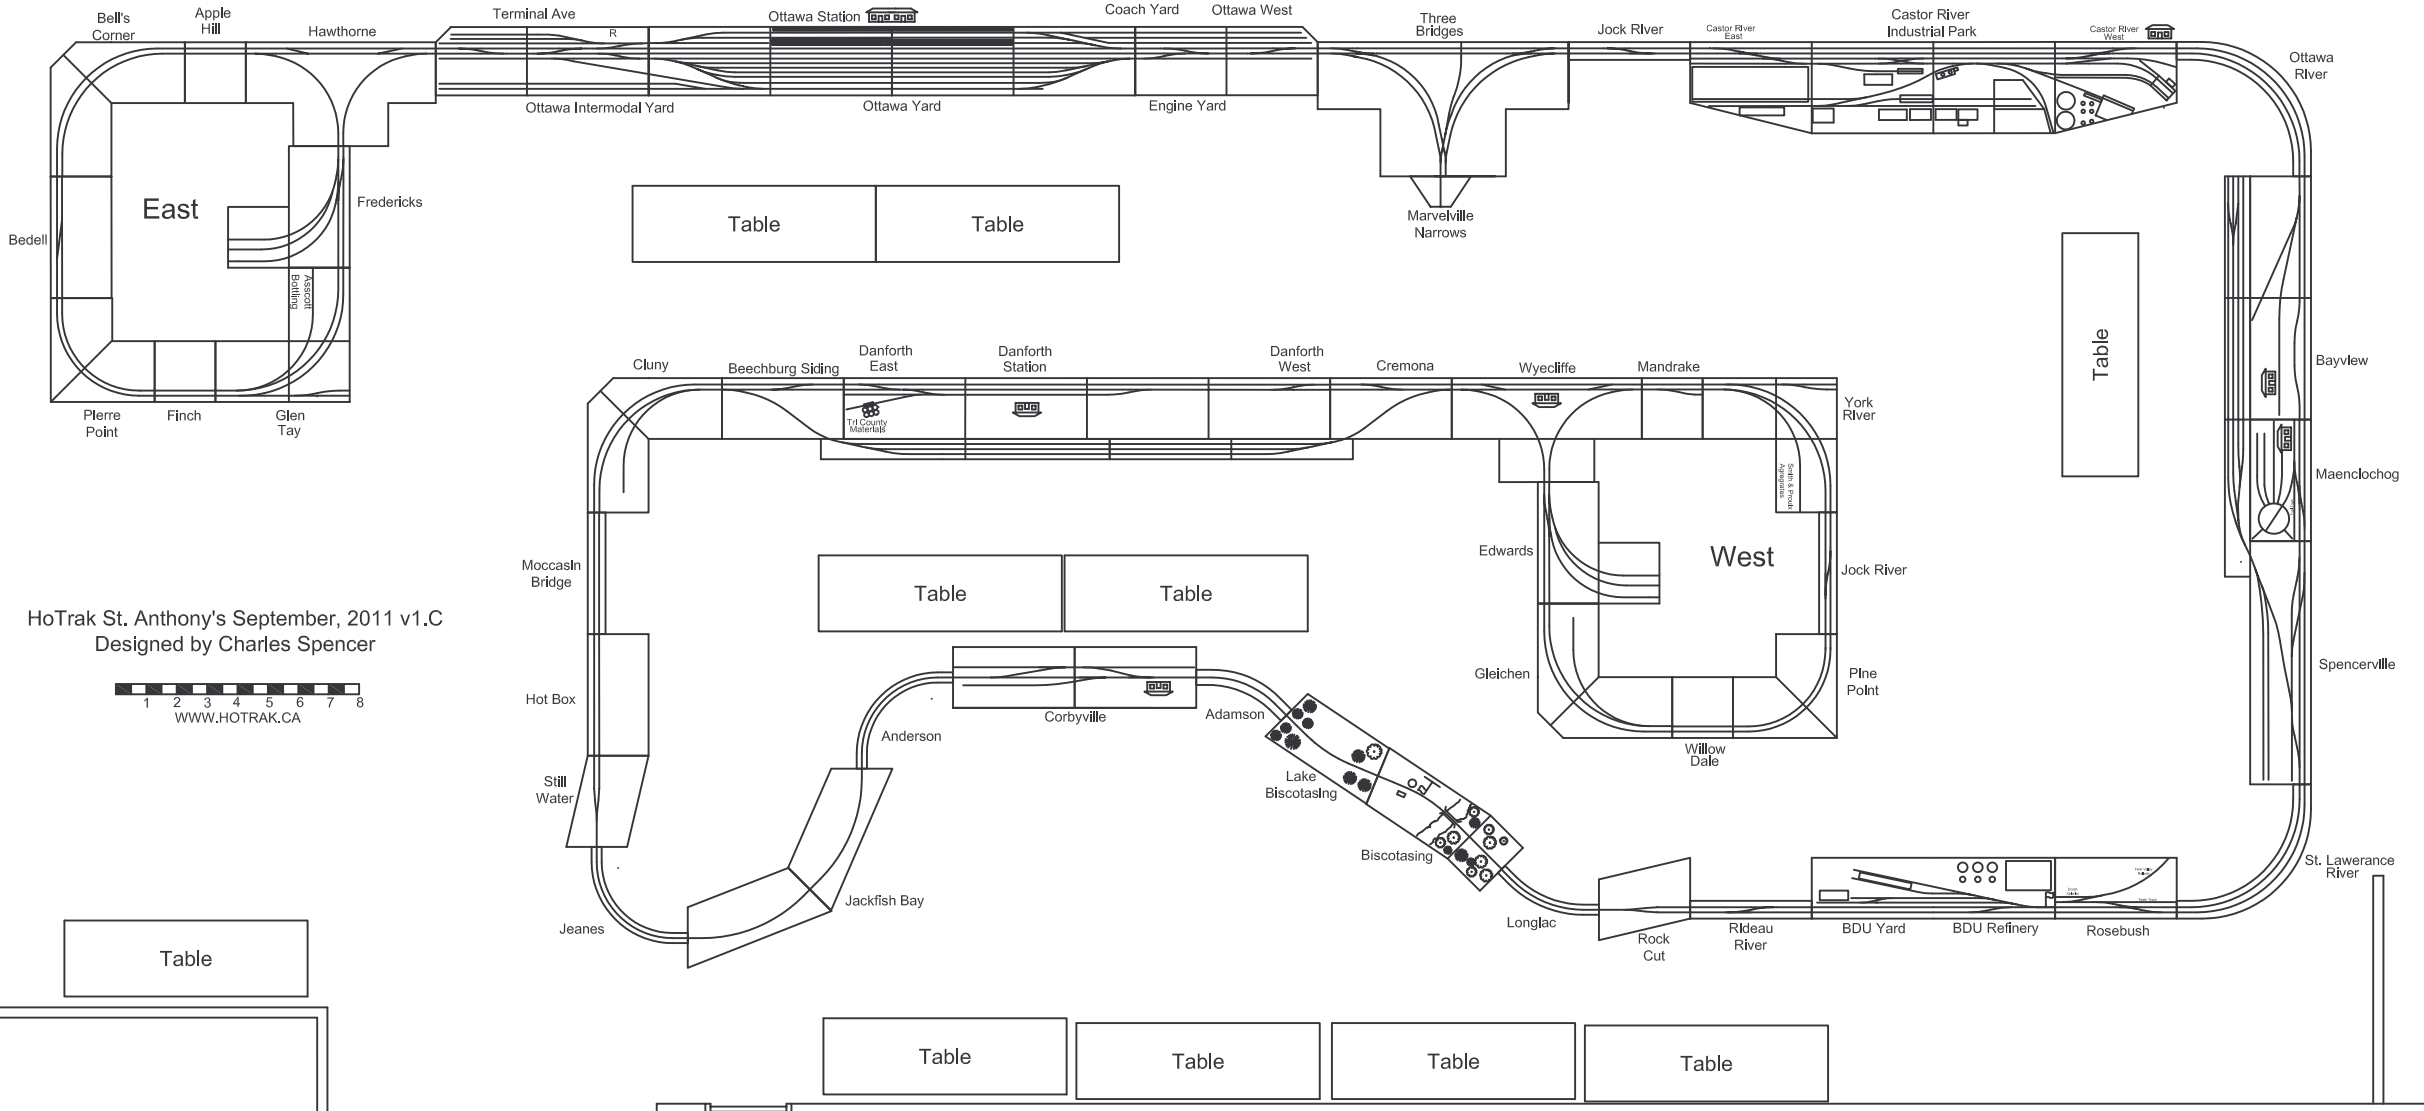 Bell's
Corner
Apple
Hill
Hawthorne
Terminal Ave
R
Ottawa Station
Coach Yard
Ottawa West
Three
Bridges
Jock River
Castor River
East
Castor River
Industrial Park
Castor River
West
Ottawa
River
Ottawa Intermodal Yard
Ottawa Yard
Engine Yard
East
Fredericks
Bedell
Asscott
Bottling
Table
Table
Marvelville
Narrows
Table
Bayview
Pierre
Point
Finch
Glen
Tay
Cluny
Beechburg Siding
Danforth
East
Danforth
Station
Danforth
West
Cremona
Wyecliffe
Mandrake
York
River
Tri County
Materials
Smith & Proulx
Agregrates
Maenclochog
Moccasin
Bridge
Edwards
West
Jock River
Table
Table
HoTrak St. Anthony's September, 2011 v1.C
Designed by Charles Spencer
1 2 3 4 5 6 7 8
WWW.HOTRAK.CA
Hot Box
Gleichen
Pine
Point
Spencerville
Corbyville
Adamson
Anderson
Willow
Dale
Still
Water
Lake
Biscotasing
Biscotasing
Jackfish Bay
Jeanes
Longlac
Rock
Cut
Rideau
River
BDU Yard
BDU Refinery
Rosebush
St. Lawerance
River
Table
Table
Table
Table
Table